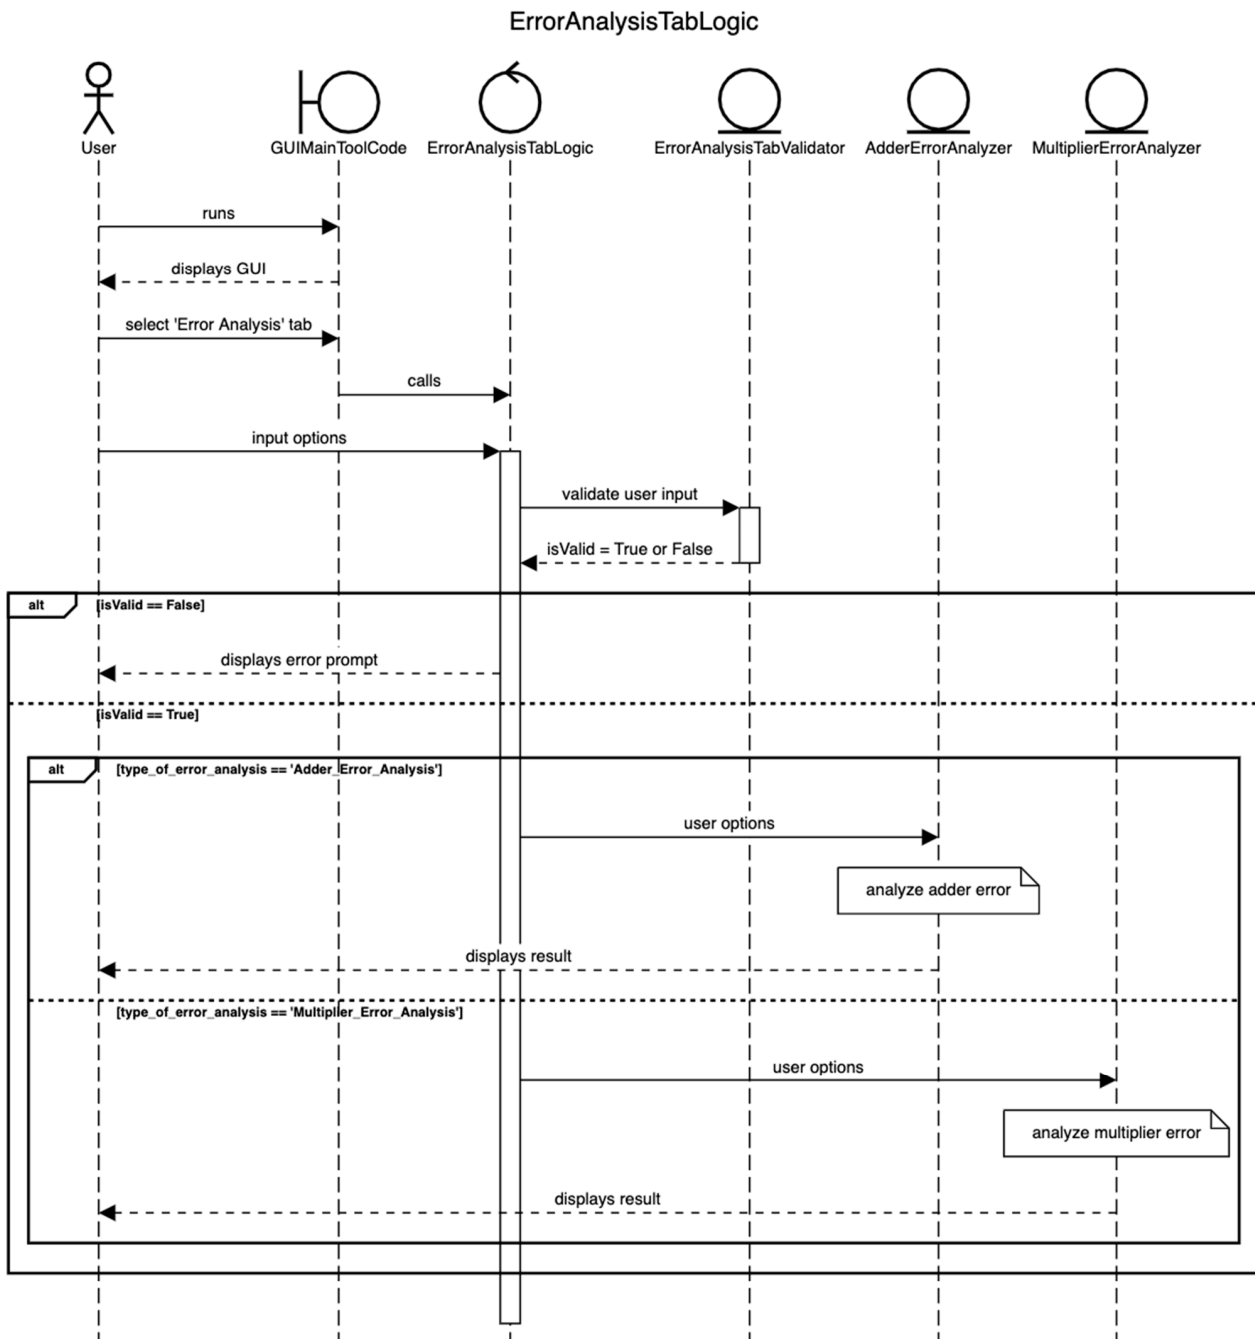 ErrorAnalysisTabLogic
User
GUIMainToolCode
ErrorAnalysisTabLogic
ErrorAnalysisTabValidator
AdderErrorAnalyzer
MultiplierErrorAnalyzer
runs
displays GUI
select 'Error Analysis' tab
calls
input options
validate user input
isValid = True or False
alt
[isValid == False]
displays error prompt
[isValid == True]
alt
[type_of_error_analysis == 'Adder_Error_Analysis']
user options
analyze adder error
displays result
[type_of_error_analysis == 'Multiplier_Error_Analysis']
user options
analyze multiplier error
displays result